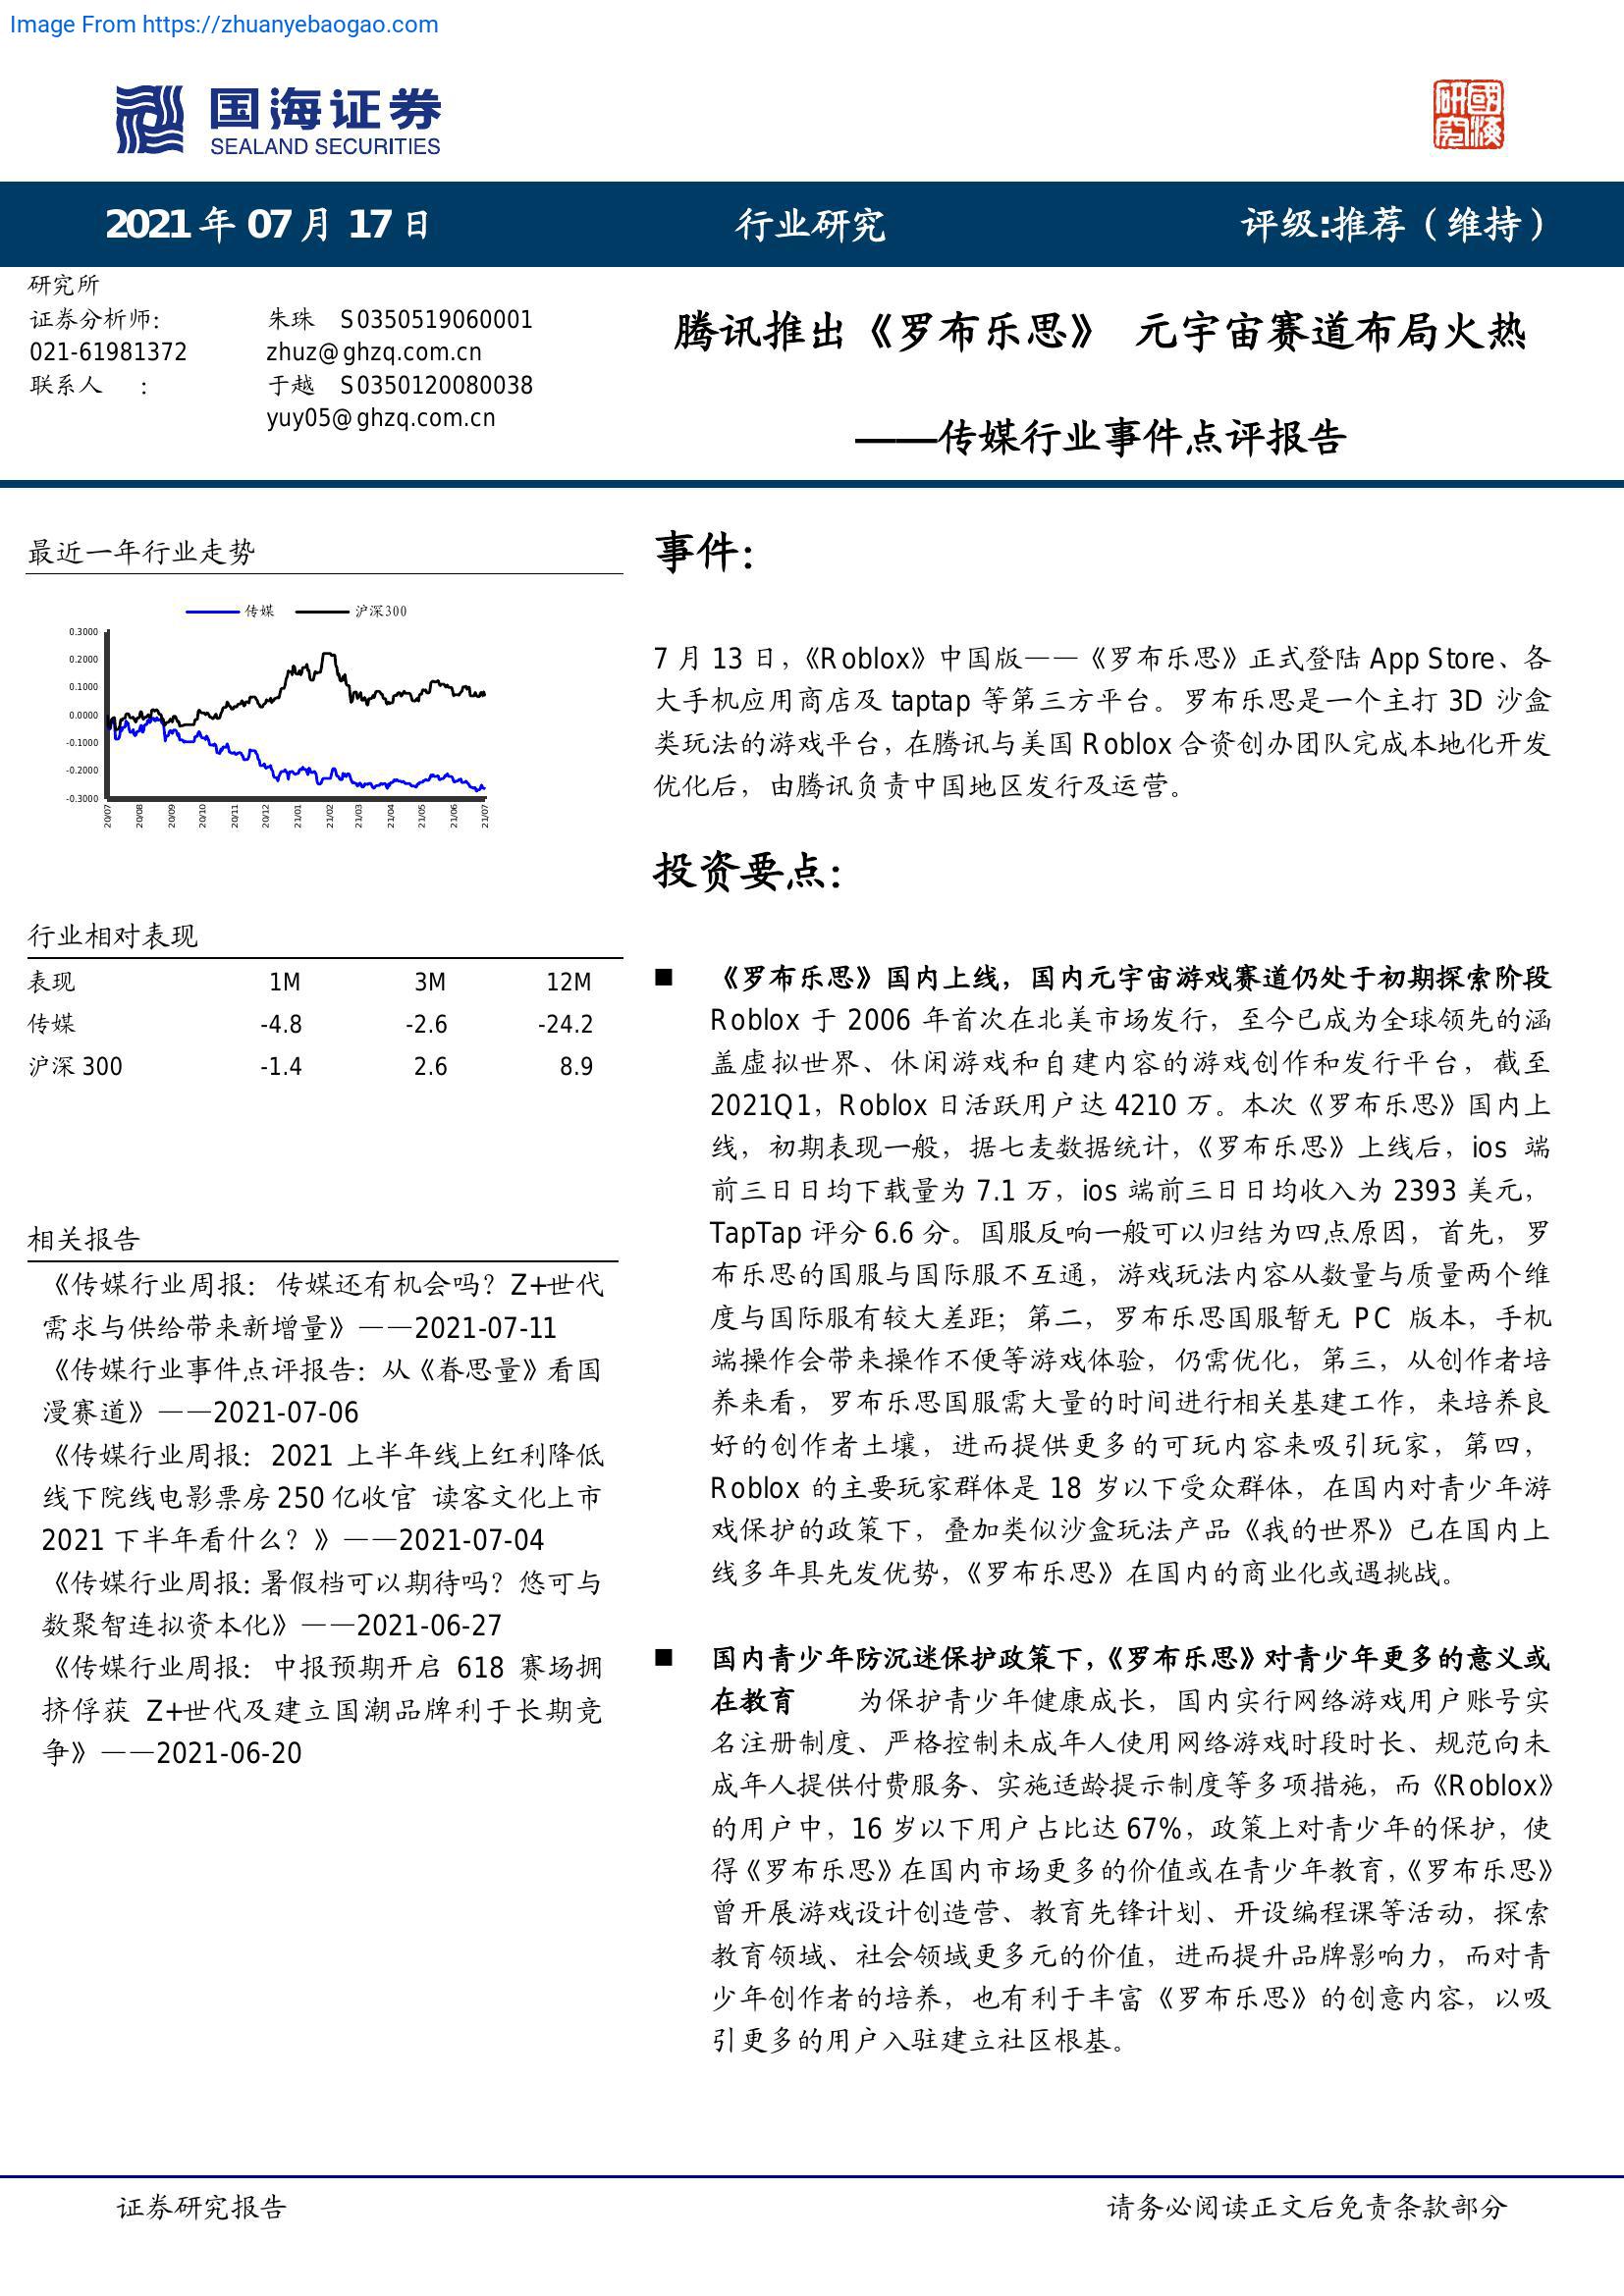 Image From https://zhuanyebaogao.com
国海证券
SEALAND SECURITIES
國海研究
2021 年 07 月 17 日
行业研究
评级:推荐（维持）
研究所
证券分析师： 朱珠 S0350519060001
021-61981372 zhuz@ghzq.com.cn
联系人 ： 于越 S0350120080038
yuy05@ghzq.com.cn
腾讯推出《罗布乐思》 元宇宙赛道布局火热
——传媒行业事件点评报告
最近一年行业走势
传媒 沪深300
0.3000
0.2000
0.1000
0.0000
-0.1000
-0.2000
-0.3000
20/07 20/08 20/09 20/10 20/11 20/12 21/01 21/02 21/03 21/04 21/05 21/06 21/07
行业相对表现
表现 1M 3M 12M
传媒 -4.8 -2.6 -24.2
沪深 300 -1.4 2.6 8.9
相关报告
《传媒行业周报：传媒还有机会吗？Z+世代
需求与供给带来新增量》——2021-07-11
《传媒行业事件点评报告：从《眷思量》看国
漫赛道》——2021-07-06
《传媒行业周报：2021 上半年线上红利降低
线下院线电影票房 250 亿收官 读客文化上市
2021 下半年看什么？》——2021-07-04
《传媒行业周报：暑假档可以期待吗？悠可与
数聚智连拟资本化》——2021-06-27
《传媒行业周报：中报预期开启 618 赛场拥
挤俘获 Z+世代及建立国潮品牌利于长期竞
争》——2021-06-20
事件：
7 月 13 日，《Roblox》中国版——《罗布乐思》正式登陆 App Store、各
大手机应用商店及 taptap 等第三方平台。罗布乐思是一个主打 3D 沙盒
类玩法的游戏平台，在腾讯与美国 Roblox 合资创办团队完成本地化开发
优化后，由腾讯负责中国地区发行及运营。
投资要点：
■ 《罗布乐思》国内上线，国内元宇宙游戏赛道仍处于初期探索阶段
Roblox 于 2006 年首次在北美市场发行，至今已成为全球领先的涵
盖虚拟世界、休闲游戏和自建内容的游戏创作和发行平台，截至
2021Q1，Roblox 日活跃用户达 4210 万。本次《罗布乐思》国内上
线，初期表现一般，据七麦数据统计，《罗布乐思》上线后，ios 端
前三日日均下载量为 7.1 万，ios 端前三日日均收入为 2393 美元，
TapTap 评分 6.6 分。国服反响一般可以归结为四点原因，首先，罗
布乐思的国服与国际服不互通，游戏玩法内容从数量与质量两个维
度与国际服有较大差距；第二，罗布乐思国服暂无 PC 版本，手机
端操作会带来操作不便等游戏体验，仍需优化，第三，从创作者培
养来看，罗布乐思国服需大量的时间进行相关基建工作，来培养良
好的创作者土壤，进而提供更多的可玩内容来吸引玩家，第四，
Roblox 的主要玩家群体是 18 岁以下受众群体，在国内对青少年游
戏保护的政策下，叠加类似沙盒玩法产品《我的世界》已在国内上
线多年具先发优势，《罗布乐思》在国内的商业化或遇挑战。
■ 国内青少年防沉迷保护政策下，《罗布乐思》对青少年更多的意义或
在教育 为保护青少年健康成长，国内实行网络游戏用户账号实
名注册制度、严格控制未成年人使用网络游戏时段时长、规范向未
成年人提供付费服务、实施适龄提示制度等多项措施，而《Roblox》
的用户中，16 岁以下用户占比达 67%，政策上对青少年的保护，使
得《罗布乐思》在国内市场更多的价值或在青少年教育，《罗布乐思》
曾开展游戏设计创造营、教育先锋计划、开设编程课等活动，探索
教育领域、社会领域更多元的价值，进而提升品牌影响力，而对青
少年创作者的培养，也有利于丰富《罗布乐思》的创意内容，以吸
引更多的用户入驻建立社区根基。
证券研究报告
请务必阅读正文后免责条款部分